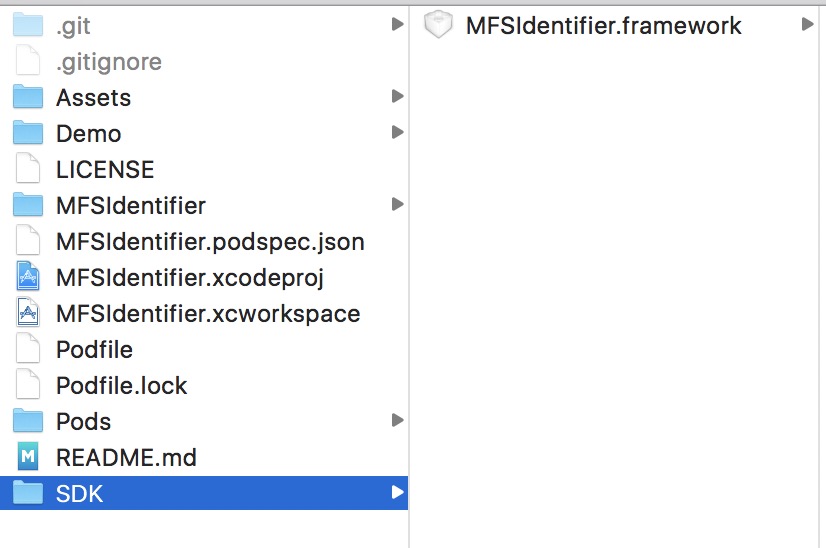 .git
.gitignore
Assets
Demo
LICENSE
MFSIdentifier
MFSIdentifier.podspec.json
MFSIdentifier.xcodeproj
MFSIdentifier.xcworkspace
Podfile
Podfile.lock
Pods
M README.md
SDK
MFSIdentifier.framework